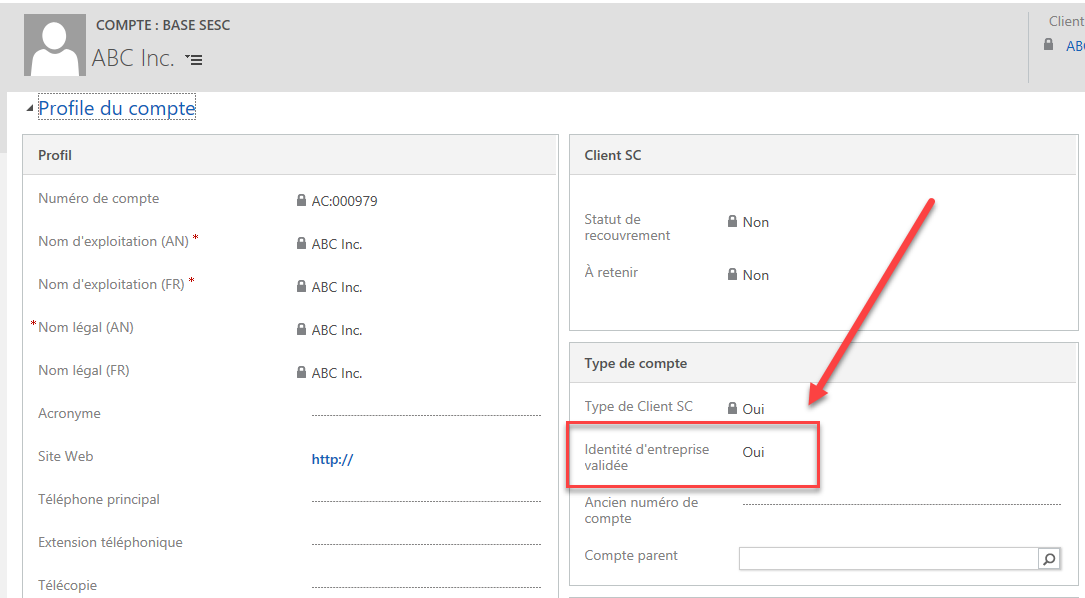 COMPTE : BASE SESC
ABC Inc.
Client
ABC
Profile du compte
Profil
Numéro de compte
AC:000979
Nom d'exploitation (AN) *
ABC Inc.
Nom d'exploitation (FR) *
ABC Inc.
*Nom légal (AN)
ABC Inc.
Nom légal (FR)
ABC Inc.
Acronyme
Site Web
http://
Téléphone principal
Extension téléphonique
Télécopie
Client SC
Statut de
recouvrement
Non
À retenir
Non
Type de compte
Type de Client SC
Oui
Identité d'entreprise
validée
Oui
Ancien numéro de
compte
Compte parent